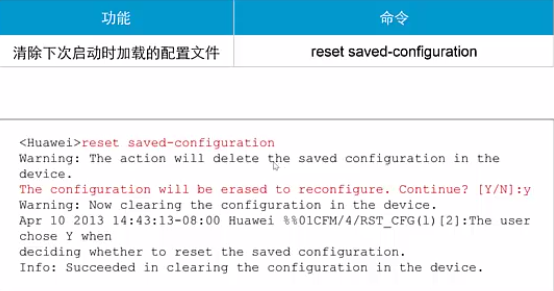 功能 命令
清除下次启动时加载的配置文件 reset saved-configuration
<Huawei>reset saved-configuration
Warning: The action will delete the saved configuration in the
device.
The configuration will be erased to reconfigure. Continue? [Y/N]:y
Warning: Now clearing the configuration in the device.
Apr 10 2013 14:43:13-08:00 Huawei %%01CFM/4/RST_CFG(l)[2]:The user
chose Y when
deciding whether to reset the saved configuration.
Info: Succeeded in clearing the configuration in the device.